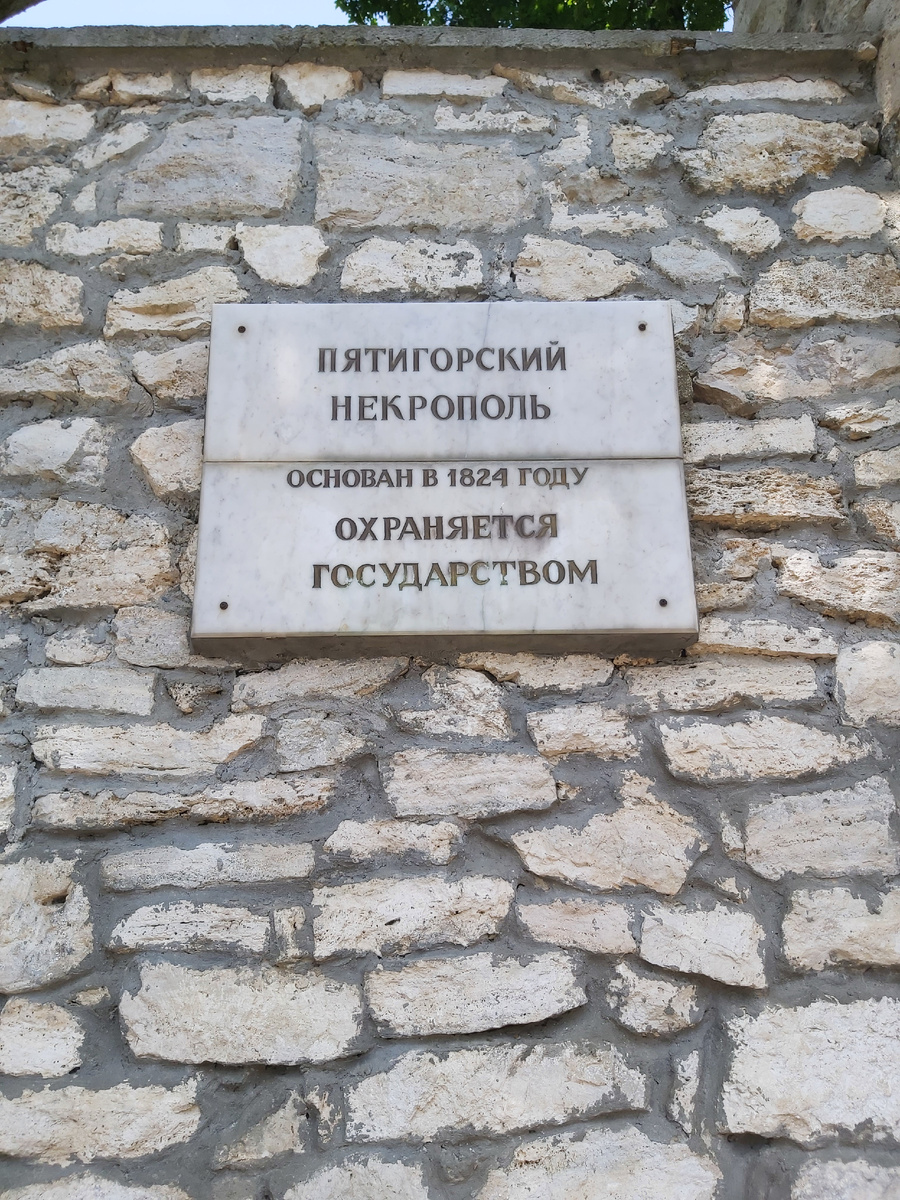 ПЯТИГОРСКИЙ
НЕКРОПОЛЬ
ОСНОВАН В 1824 ГОДУ
ОХРАНЯЕТСЯ
ГОСУДАРСТВОМ